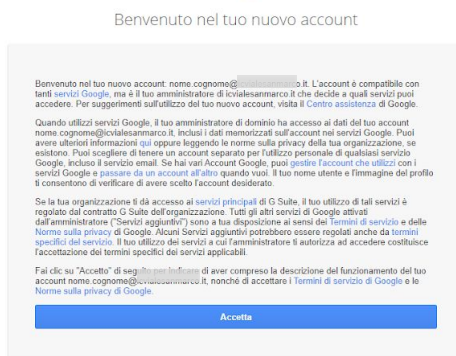 Benvenuto nel tuo nuovo account
Benvenuto nel tuo nuovo account: nome.cognome@icvialesanmarco.it. L'account è compatibile con
tanti servizi Google, ma è il tuo amministratore di icvialesanmarco.it che decide a quali servizi puoi
accedere. Per suggerimenti sull'utilizzo del tuo nuovo account, visita il Centro assistenza di Google.
Quando utilizzi servizi Google, il tuo amministratore di dominio ha accesso ai dati del tuo account
nome.cognome@icvialesanmarco.it, inclusi i dati memorizzati sull'account nei servizi Google. Puoi
avere ulteriori informazioni qui oppure leggendo le norme sulla privacy della tua organizzazione, se
esistono. Puoi scegliere di tenere un account separato per l'utilizzo personale di qualsiasi servizio
Google, incluso il servizio email. Se hai vari Account Google, puoi gestire l'account che utilizzi con i
servizi Google e passare da un account all'altro quando vuoi. Il tuo nome utente e l'immagine del profilo
ti consentono di verificare di avere scelto l'account desiderato.
Se la tua organizzazione ti dà accesso ai servizi principali di G Suite, il tuo utilizzo di tali servizi è
regolato dal contratto G Suite dell'organizzazione. Tutti gli altri servizi di Google attivati
dall'amministratore ("Servizi aggiuntivi") sono a tua disposizione ai sensi dei Termini di servizio e delle
Norme sulla privacy di Google. Alcuni Servizi aggiuntivi potrebbero essere regolati anche da termini
specifici del servizio. Il tuo utilizzo dei servizi a cui l'amministratore ti autorizza ad accedere costituisce
l'accettazione dei termini specifici dei servizi applicabili.
Fai clic su "Accetto" di seguito per indicare di aver compreso la descrizione del funzionamento del tuo
account nome.cognome@icvialesanmarco.it, nonché di accettare i Termini di servizio di Google e le
Norme sulla privacy di Google.
Accetta